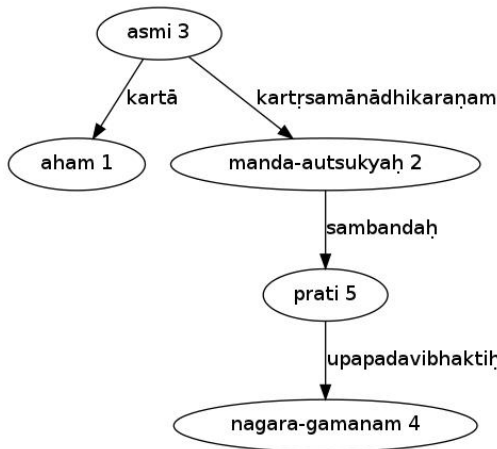 asmi 3
kartā
kartṛsamānādhikaraṇam
aham 1
manda-autsukyaḥ 2
sambandaḥ
prati 5
upapadavibhaktiḥ
nagara-gamanam 4